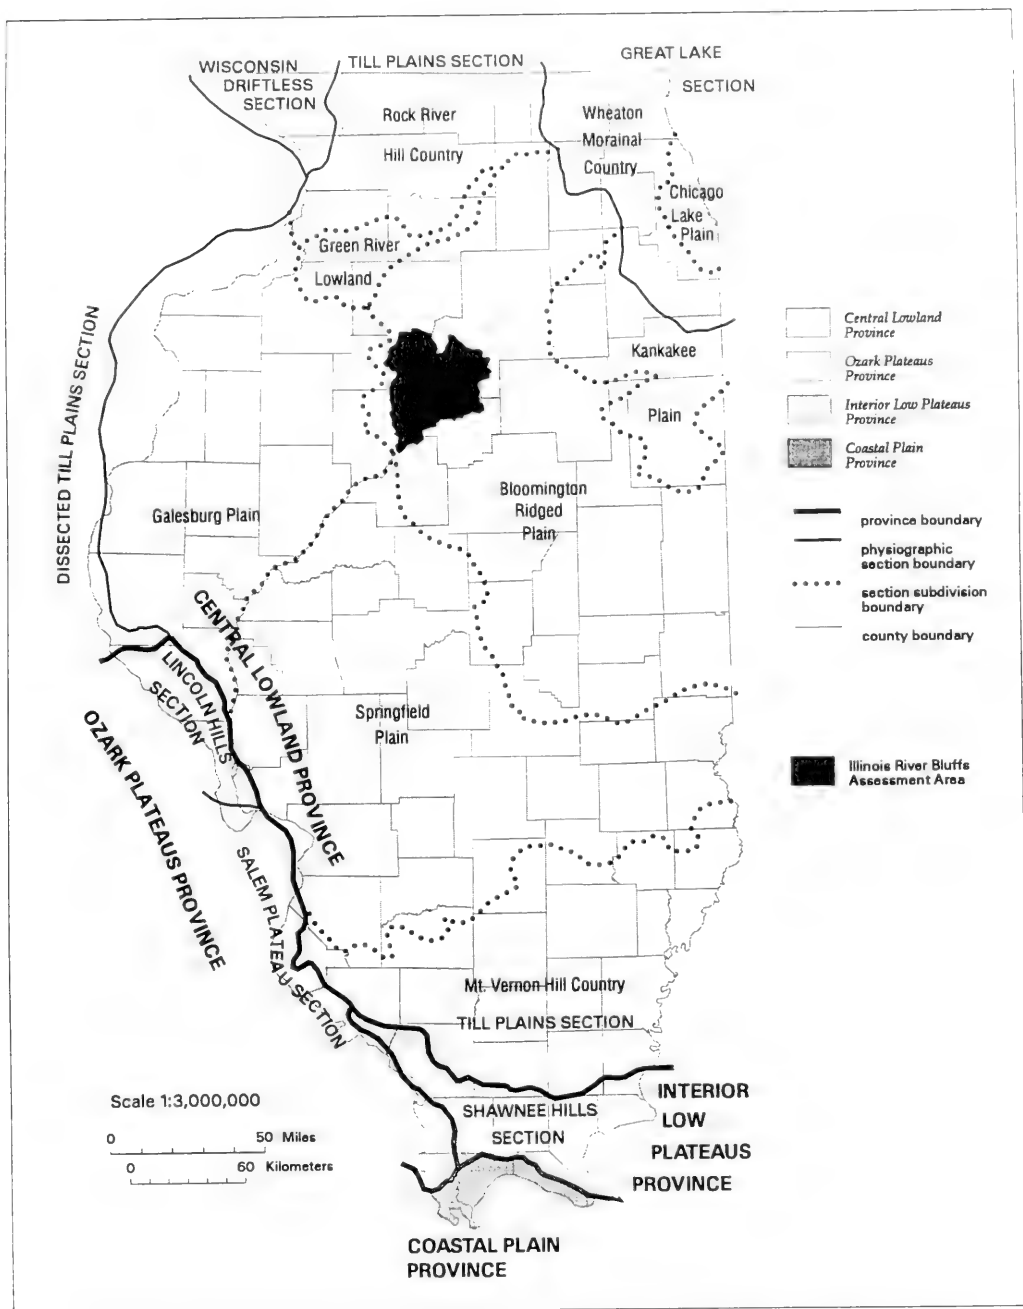 WISCONSIN
DRIFTLESS
SECTION
TILL PLAINS SECTION
GREAT LAKE
SECTION
Rock River
Hill Country
Wheaton
Morainal
Country
Chicago
Lake
Plain
Green River
Lowland
DISSECTED TILL PLAINS SECTION
Kankakee
Plain
Central Lowland
Province
Ozark Plateaus
Province
Interior Low Plateaus
Province
Coastal Plain
Province
province boundary
physiographic
section boundary
section subdivision
boundary
county boundary
Illinois River Bluffs
Assessment Area
Galesburg Plain
Bloomington
Ridged
Plain
CENTRAL LOWLAND PROVINCE
LINCOLN HILLS
SECTION
OZARK PLATEAUS PROVINCE
Springfield
Plain
SALEM PLATEAU SECTION
Mt. Vernon Hill Country
TILL PLAINS SECTION
SHAWNEE HILLS
SECTION
INTERIOR
LOW
PLATEAUS
PROVINCE
Scale 1:3,000,000
0 50 Miles
0 60 Kilometers
COASTAL PLAIN
PROVINCE